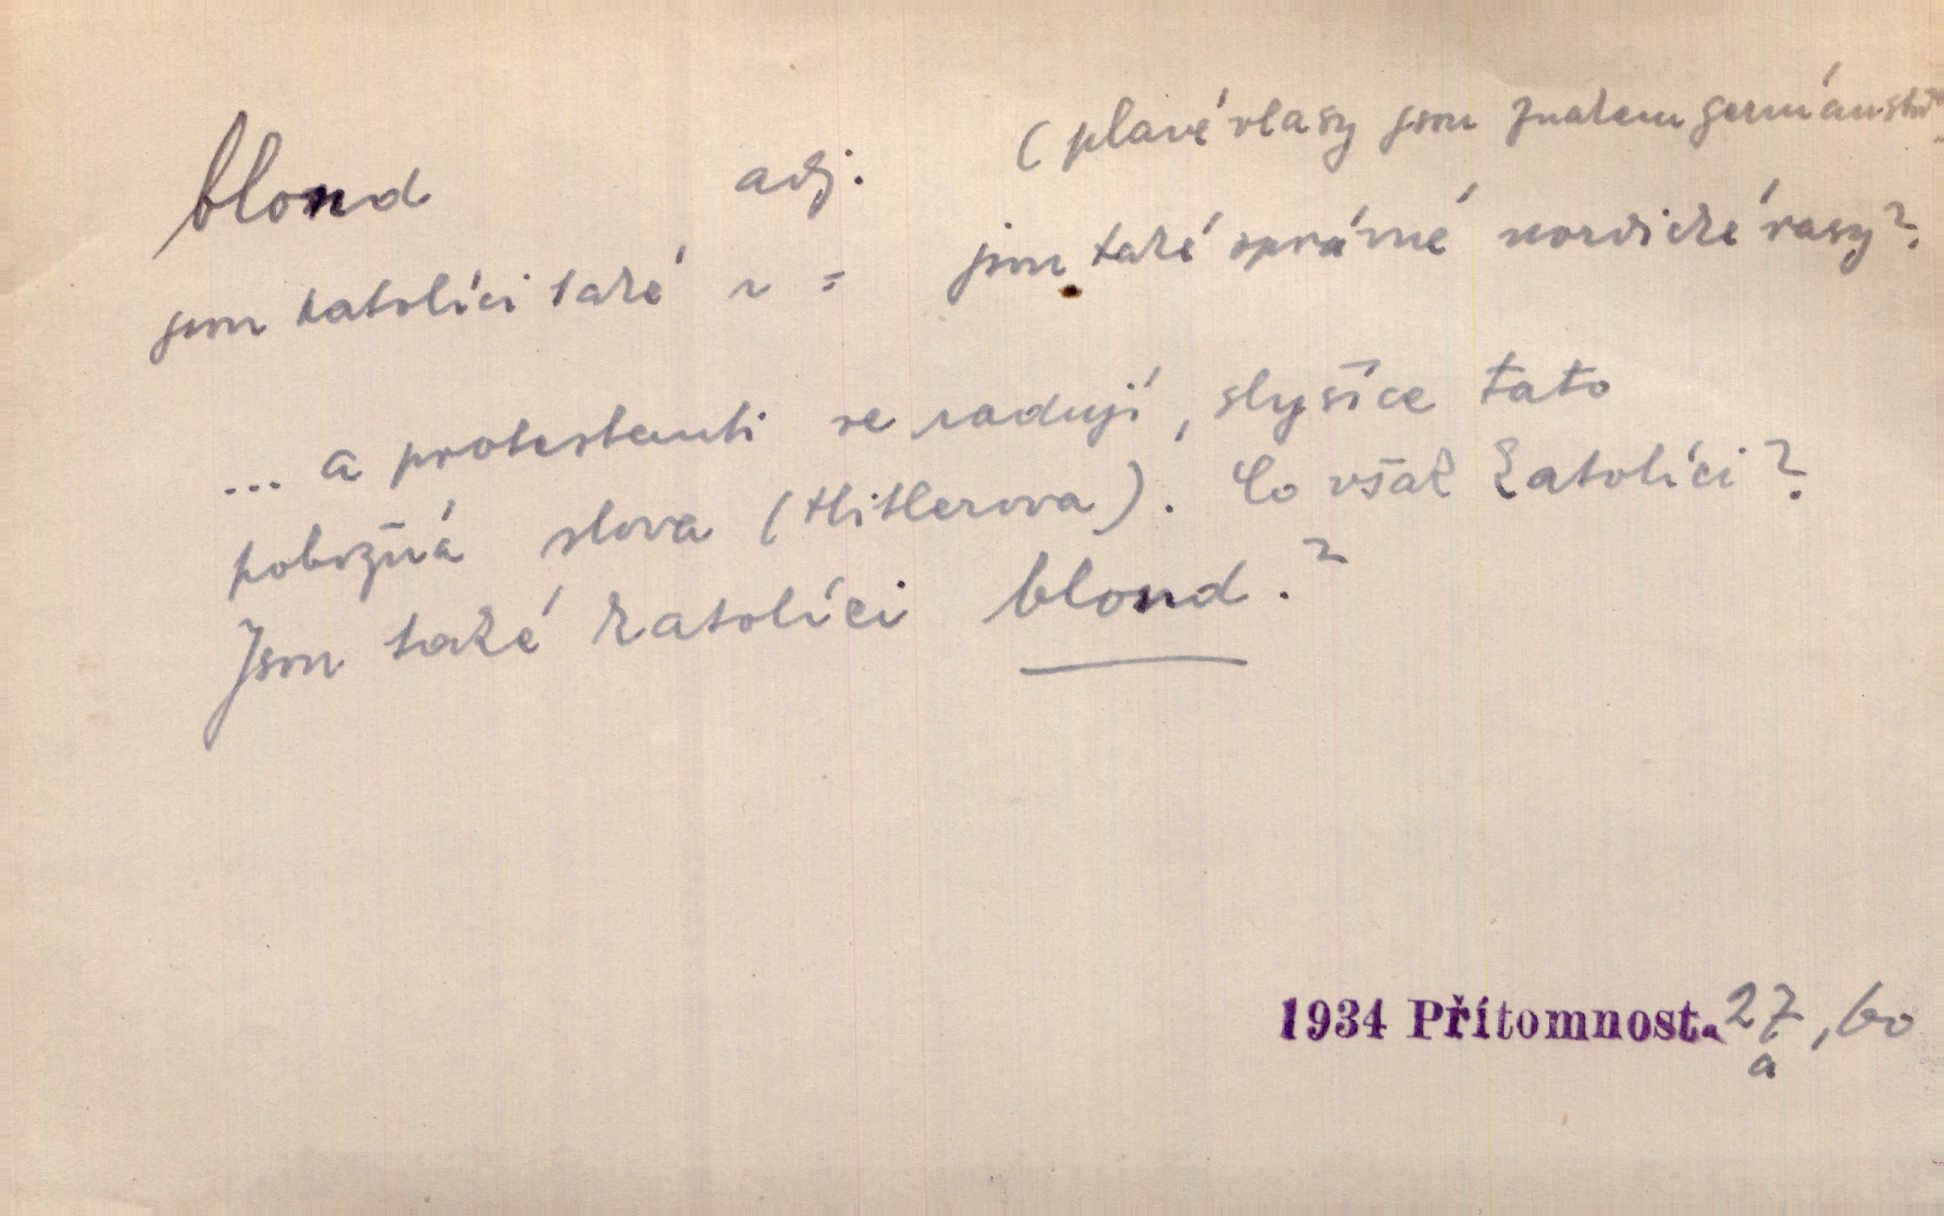 blond adj. (plavé vlasy jsou znakem germánství
jsou katolíci také ~ = jsou také správné nordické rasy?
... a protestanti se radují, slyšíce tato
pobožná slova (Hitlerova). Co však katolíci?
Jsou také katolíci blond?
1934 Přítomnost. 27, 60
a